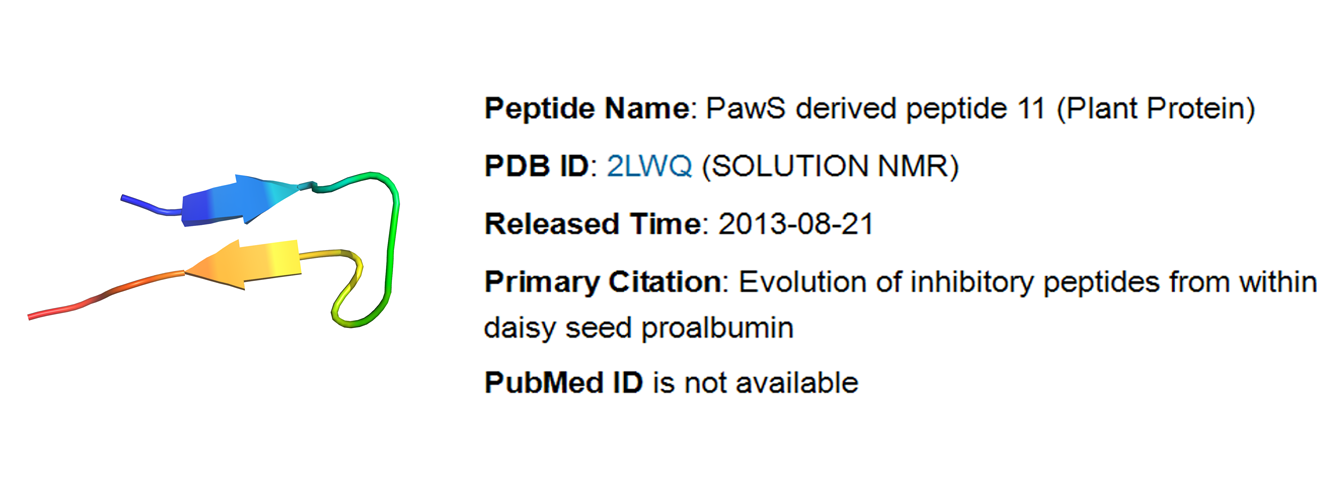 Peptide Name: PawS derived peptide 11 (Plant Protein)
PDB ID: 2LWQ (SOLUTION NMR)
Released Time: 2013-08-21
Primary Citation: Evolution of inhibitory peptides from within
daisy seed proalbumin
PubMed ID is not available